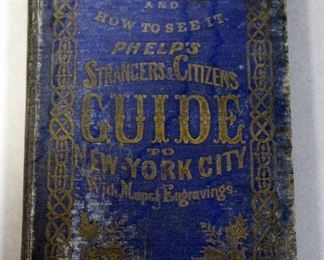 AND
HOW TO SEE IT.
PHELP'S
STRANGERS & CITIZENS
GUIDE
TO
NEW-YORK CITY
With Maps & Engravings.